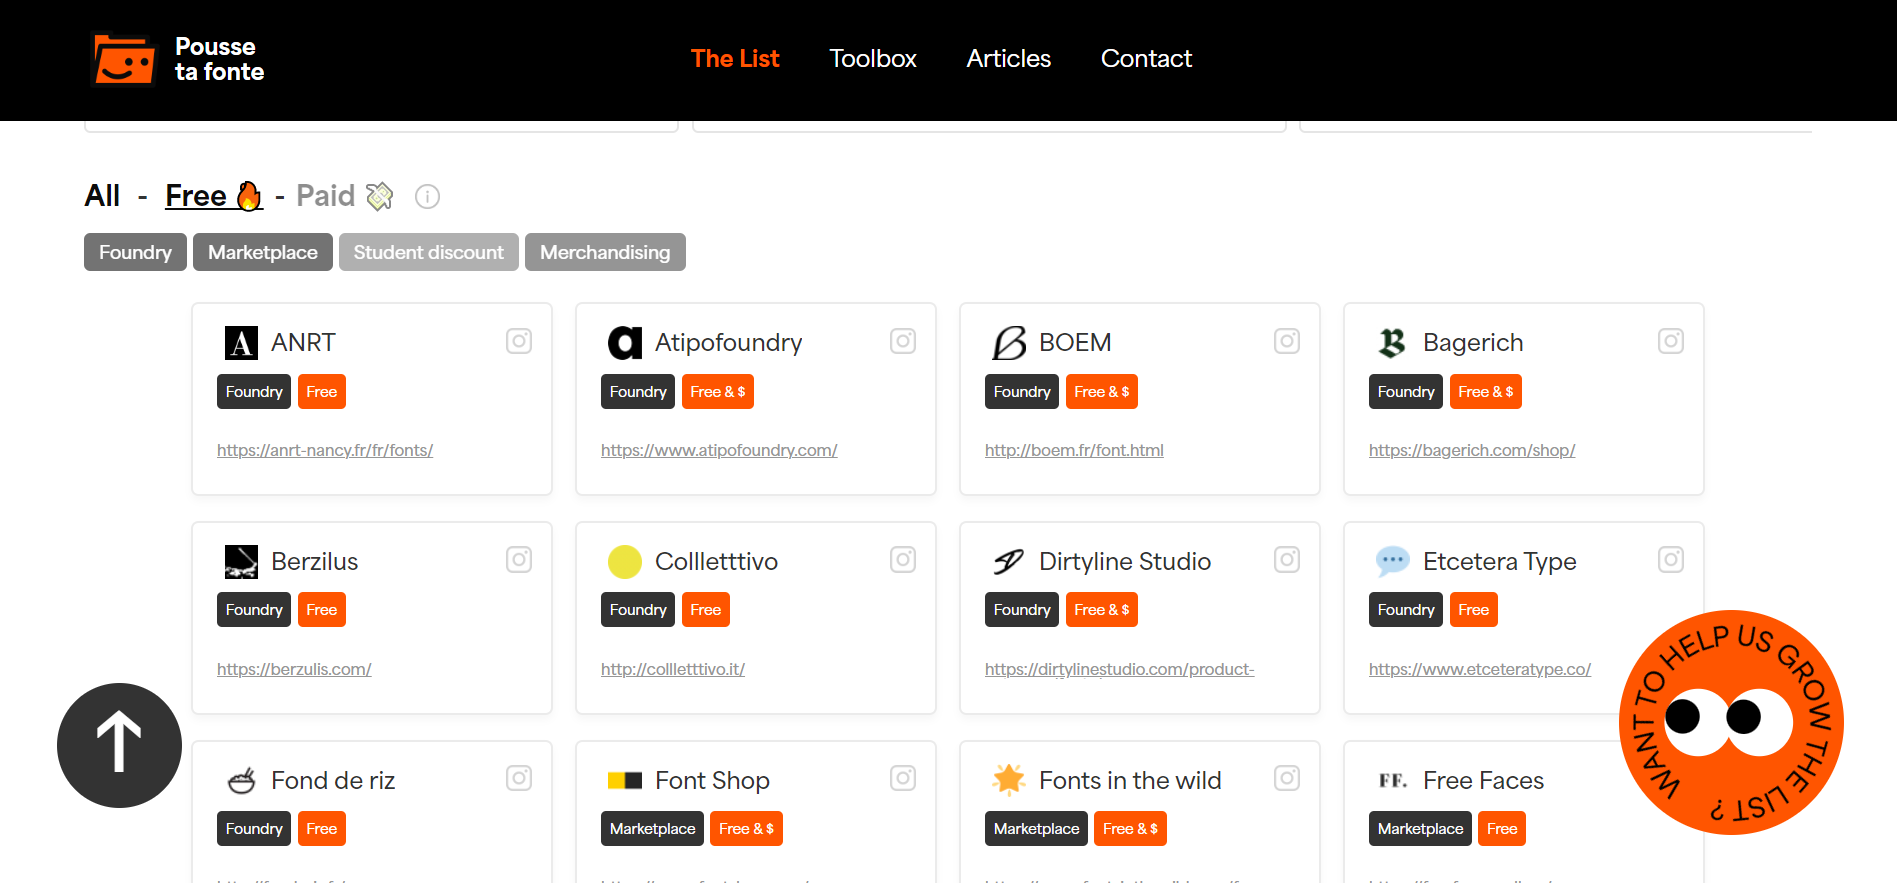 Pousse
ta fonte
The List
Toolbox
Articles
Contact
All - Free 🔥 - Paid 💸
Foundry
Marketplace
Student discount
Merchandising
ANRT
Foundry
Free
https://anrt-nancy.fr/fr/fonts/
Atipofoundry
Foundry
Free & $
https://www.atipofoundry.com/
BOEM
Foundry
Free & $
http://boem.fr/font.html
Bagerich
Foundry
Free & $
https://bagerich.com/shop/
Berzilus
Foundry
Free
https://berzulis.com/
Collletttivo
Foundry
Free
http://collletttivo.it/
Dirtyline Studio
Foundry
Free & $
https://dirtylinestudio.com/product-
Etcetera Type
Foundry
Free
https://www.etceteratype.co/
WANT TO HELP US GROW THE LIST ?
Fond de riz
Foundry
Free
Font Shop
Marketplace
Free & $
Fonts in the wild
Marketplace
Free & $
FF.
Free Faces
Marketplace
Free